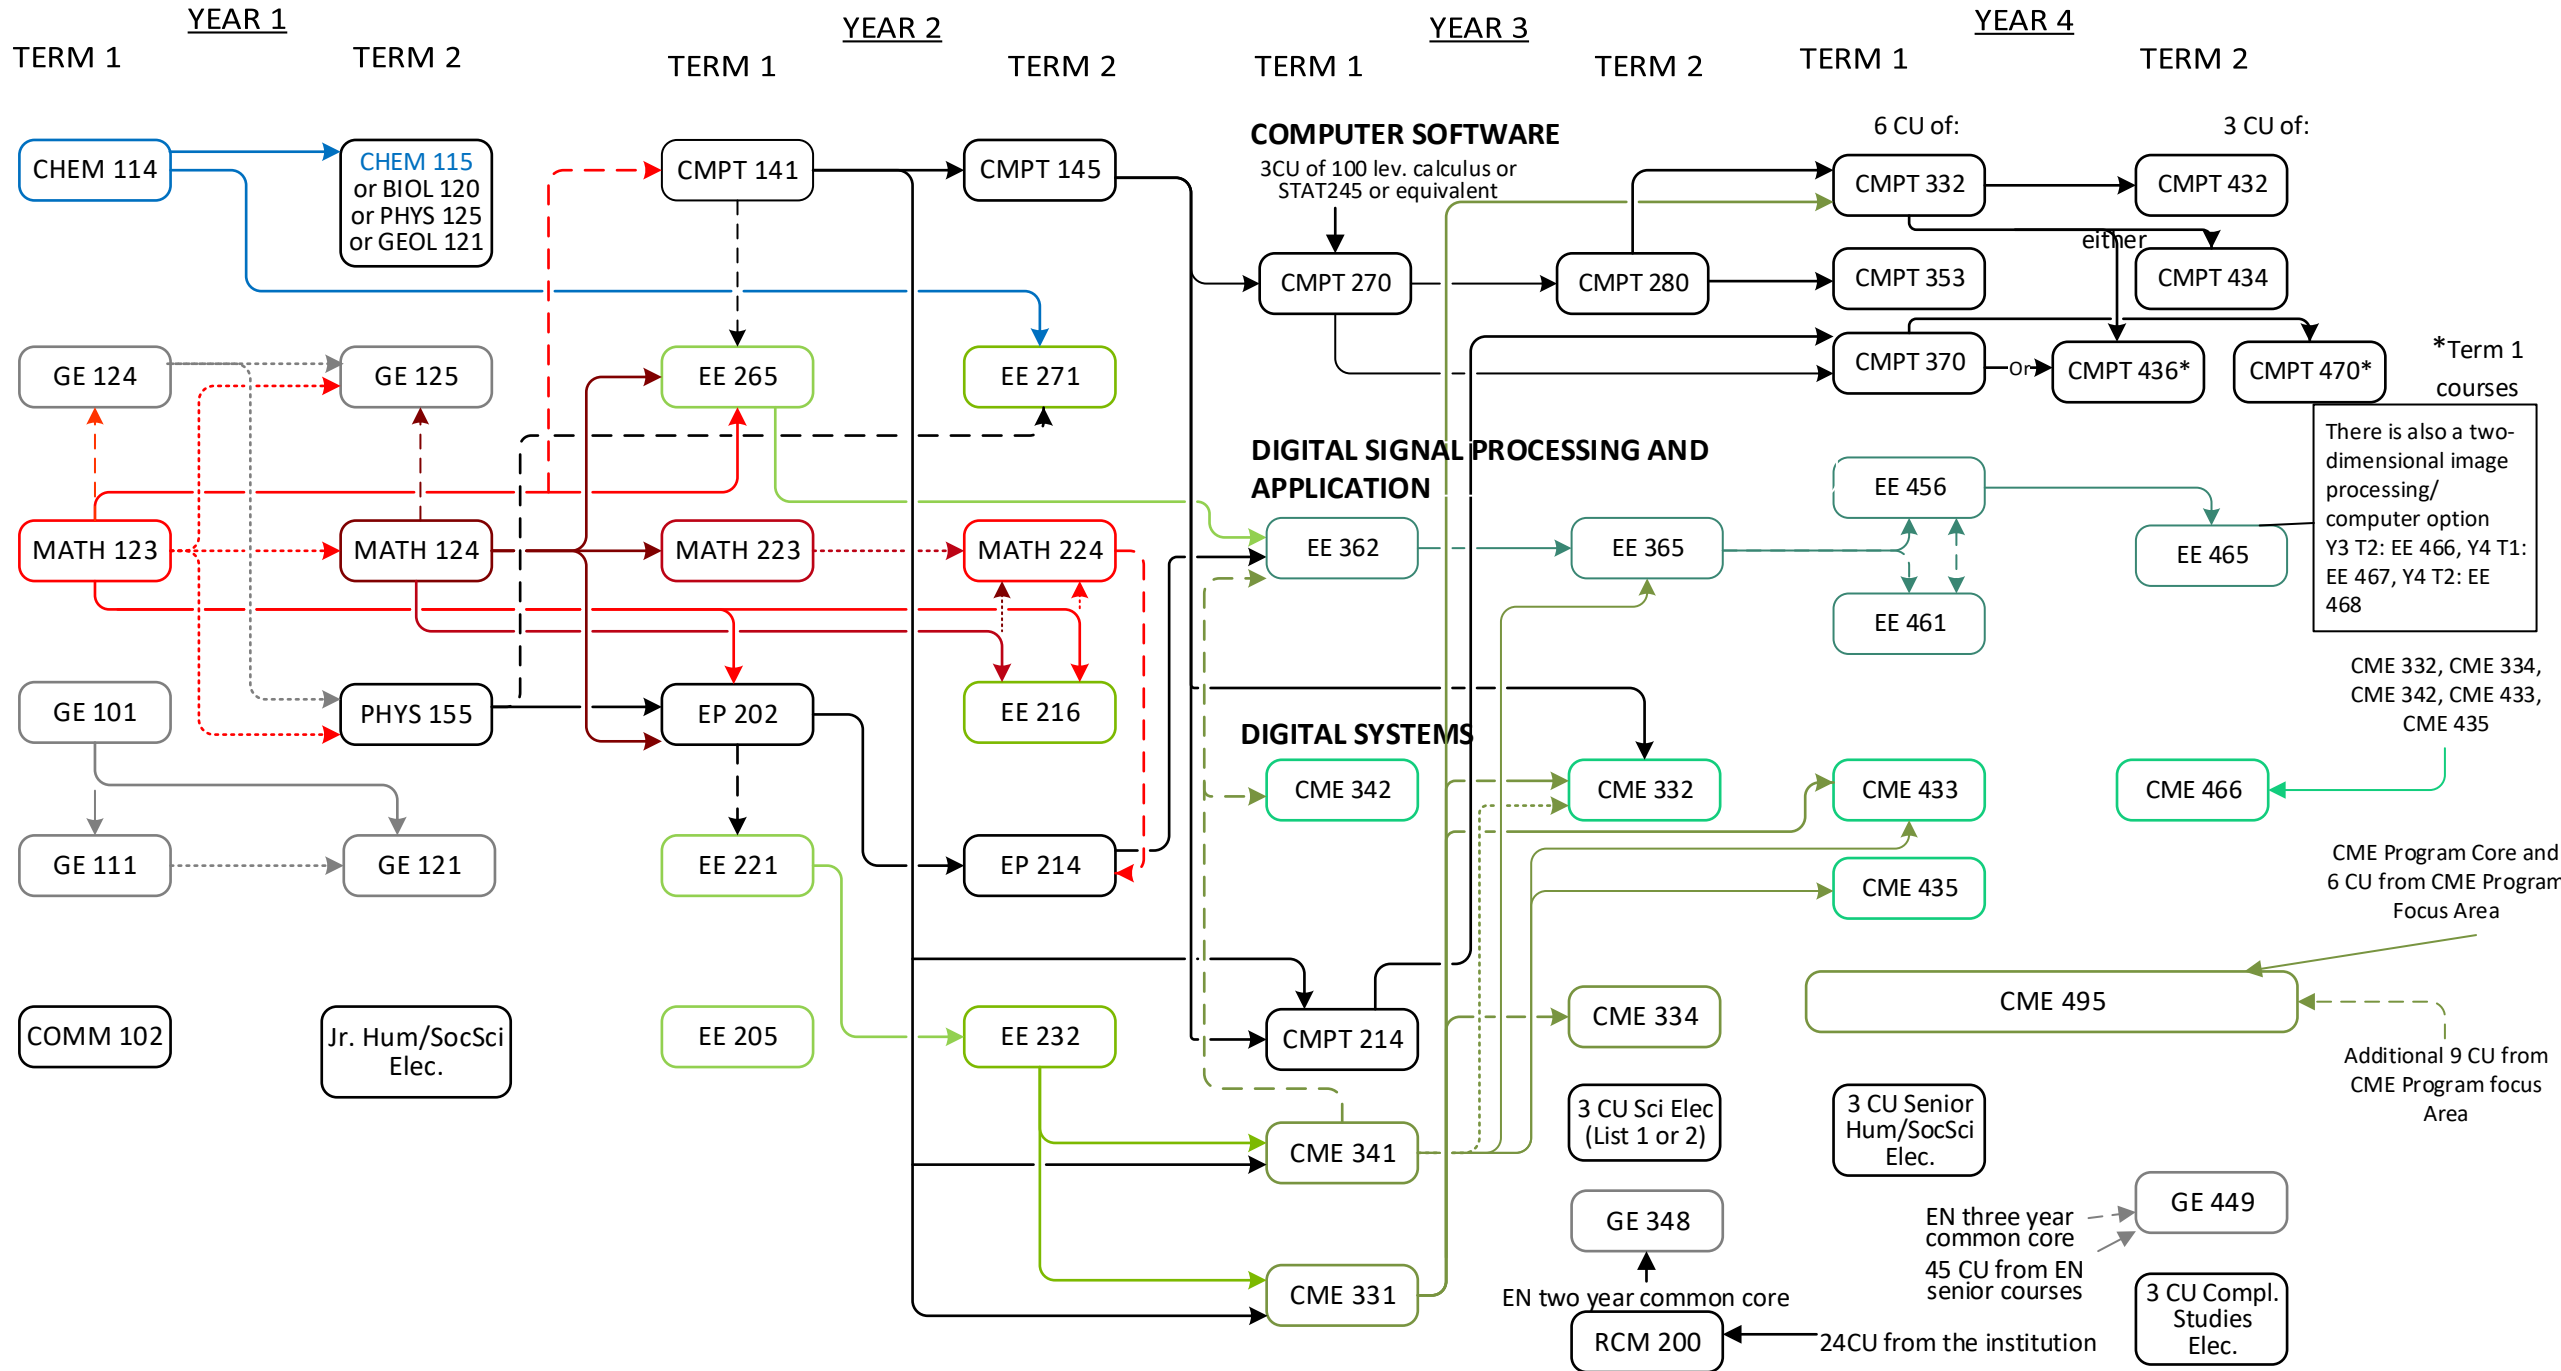 YEAR 1
YEAR 2
YEAR 3
YEAR 4
TERM 1
TERM 2
TERM 1
TERM 2
TERM 1
TERM 2
TERM 1
TERM 2
CHEM 114
CHEM 115
or BIOL 120
or PHYS 125
or GEOL 121
GE 124
GE 125
MATH 123
MATH 124
GE 101
PHYS 155
GE 111
GE 121
COMM 102
Jr. Hum/SocSci
Elec.
CMPT 141
CMPT 145
EE 265
EE 271
MATH 223
MATH 224
EP 202
EE 216
EE 221
EP 214
EE 205
EE 232
COMPUTER SOFTWARE
3CU of 100 lev. calculus or
STAT245 or equivalent
CMPT 270
CMPT 280
6 CU of:
3 CU of:
CMPT 332
CMPT 432
either
CMPT 353
CMPT 434
CMPT 370
Or
CMPT 436*
CMPT 470*
*Term 1
courses
DIGITAL SIGNAL PROCESSING AND
APPLICATION
EE 362
EE 365
EE 456
EE 461
EE 465
There is also a two-
dimensional image
processing/
computer option
Y3 T2: EE 466, Y4 T1:
EE 467, Y4 T2: EE
468
DIGITAL SYSTEMS
CME 342
CME 332
CME 433
CME 466
CME 332, CME 334,
CME 342, CME 433,
CME 435
CME 435
CME Program Core and
6 CU from CME Program
Focus Area
CMPT 214
CME 334
CME 495
Additional 9 CU from
CME Program focus
Area
CME 341
3 CU Sci Elec
(List 1 or 2)
3 CU Senior
Hum/SocSci
Elec.
CME 331
GE 348
EN two year common core
RCM 200
24CU from the institution
EN three year
common core
45 CU from EN
senior courses
GE 449
3 CU Compl.
Studies
Elec.